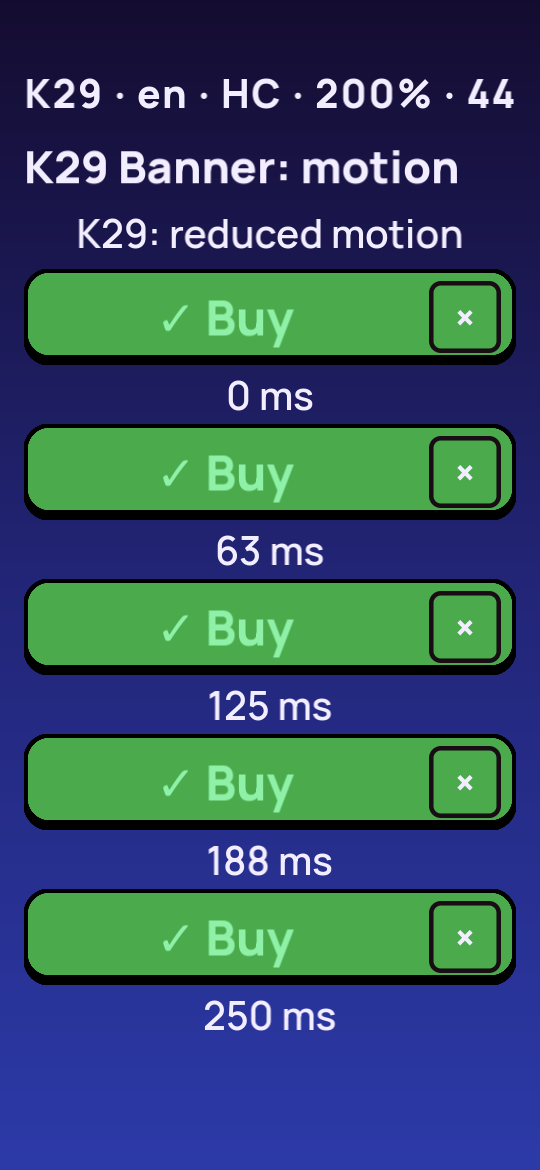 K29 · en · HC · 200% · 44
K29 Banner: motion
K29: reduced motion
✓ Buy ×
0 ms
✓ Buy ×
63 ms
✓ Buy ×
125 ms
✓ Buy ×
188 ms
✓ Buy ×
250 ms